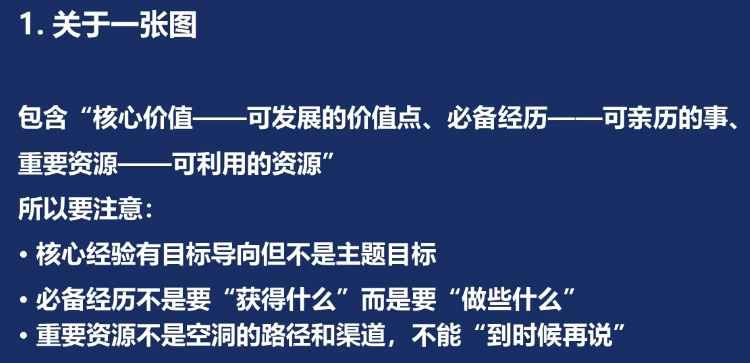 1. 关于一张图
包含“核心价值——可发展的价值点、必备经历——可亲历的事、
重要资源——可利用的资源”
所以要注意：
• 核心经验有目标导向但不是主题目标
• 必备经历不是要“获得什么”而是要“做些什么”
• 重要资源不是空洞的路径和渠道，不能“到时候再说”